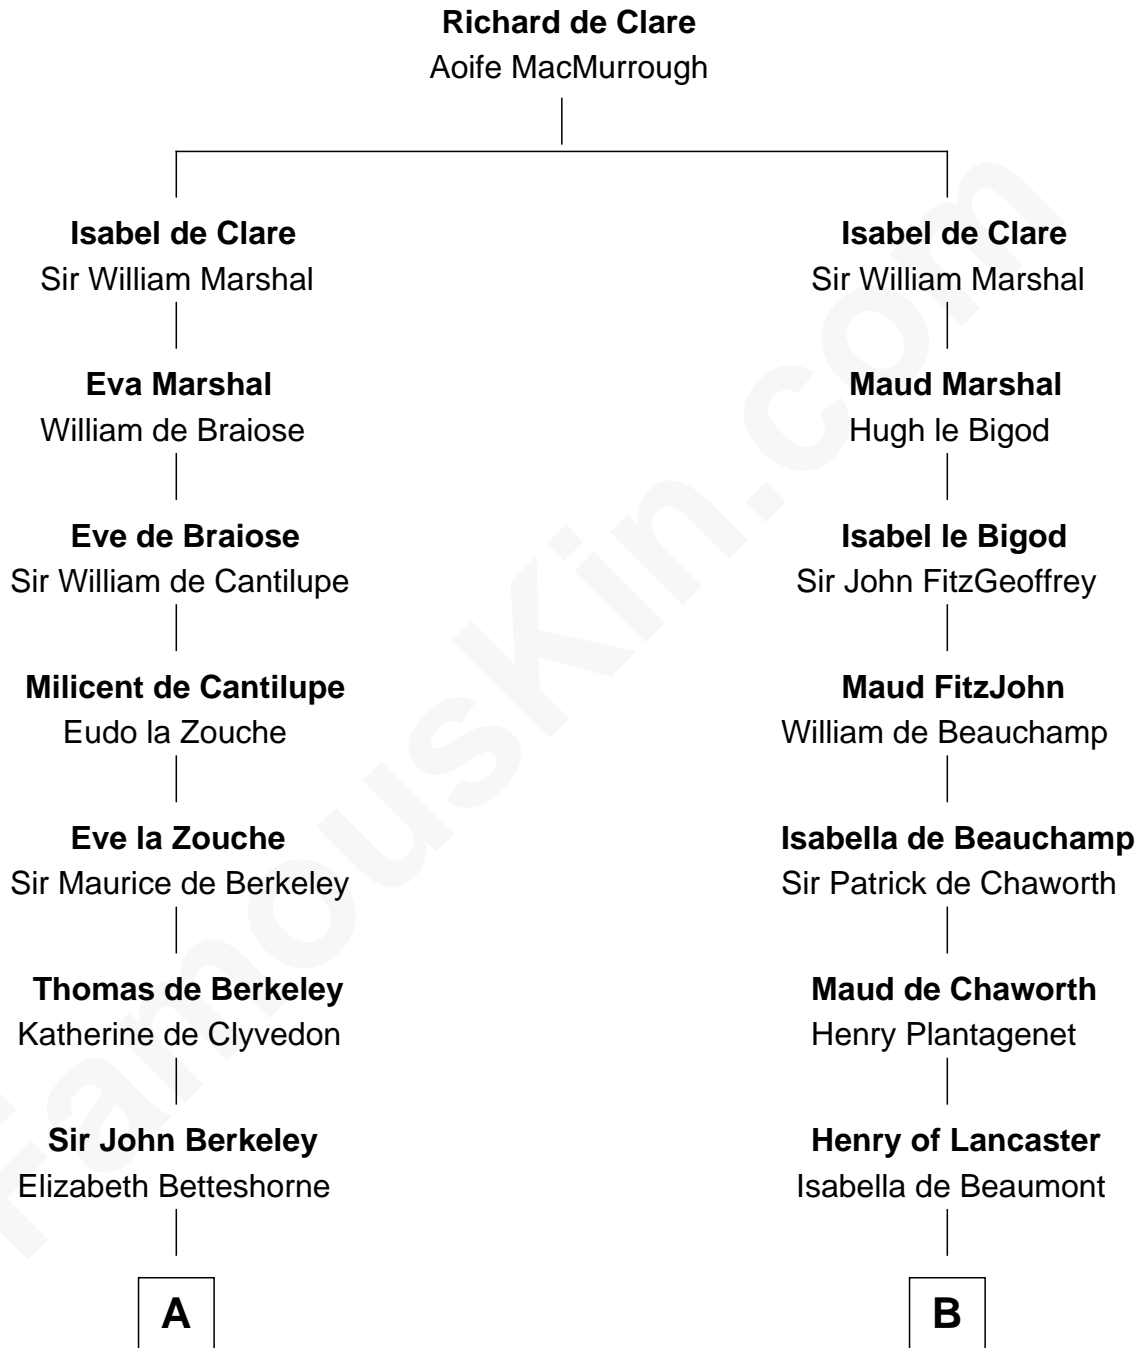 Richard de Clare
Aoife MacMurrough
Isabel de Clare
Sir William Marshal
Eva Marshal
William de Braiose
Eve de Braiose
Sir William de Cantilupe
Milicent de Cantilupe
Eudo la Zouche
Eve la Zouche
Sir Maurice de Berkeley
Thomas de Berkeley
Katherine de Clyvedon
Sir John Berkeley
Elizabeth Betteshorne
A
Isabel de Clare
Sir William Marshal
Maud Marshal
Hugh le Bigod
Isabel le Bigod
Sir John FitzGeoffrey
Maud FitzJohn
William de Beauchamp
Isabella de Beauchamp
Sir Patrick de Chaworth
Maud de Chaworth
Henry Plantagenet
Henry of Lancaster
Isabella de Beaumont
B
FamousKin.com